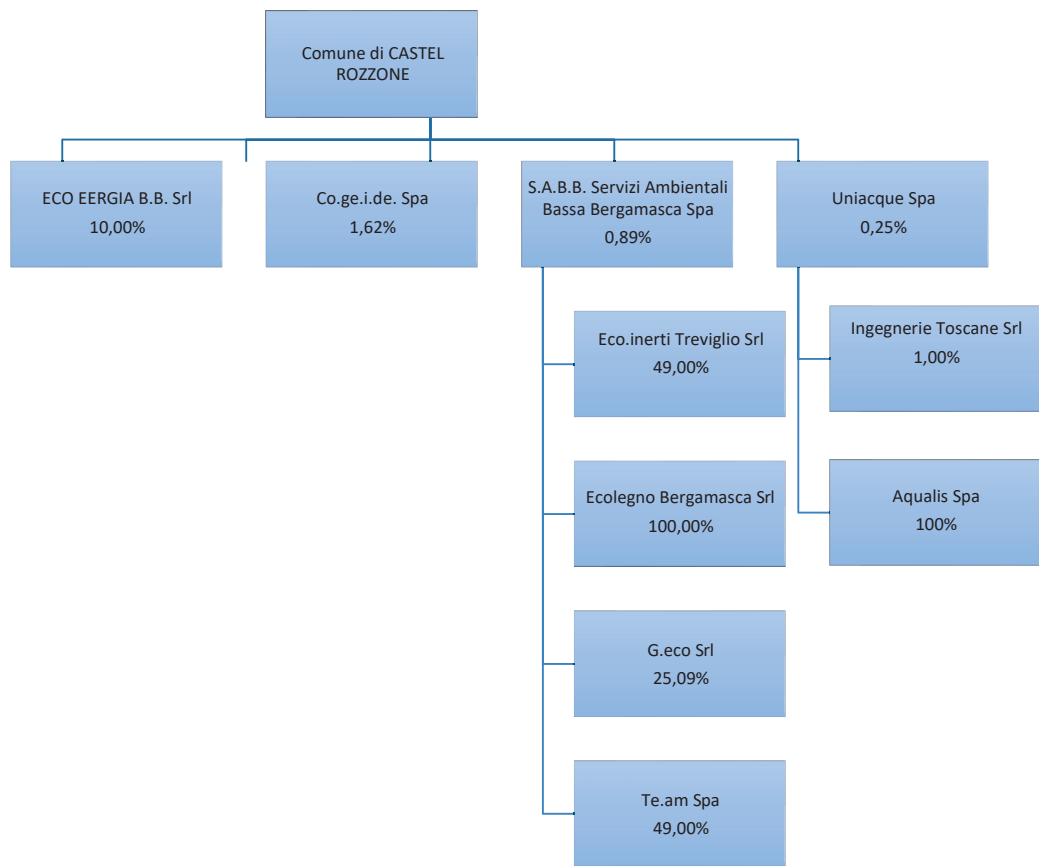 Comune di CASTEL
ROZZONE
ECO EERGIA B.B. Srl
10,00%
Co.ge.i.de. Spa
1,62%
S.A.B.B. Servizi Ambientali
Bassa Bergamasca Spa
0,89%
Uniacque Spa
0,25%
Eco.inerti Treviglio Srl
49,00%
Ingegnerie Toscane Srl
1,00%
Ecolegno Bergamasca Srl
100,00%
Aqualis Spa
100%
G.eco Srl
25,09%
Te.am Spa
49,00%